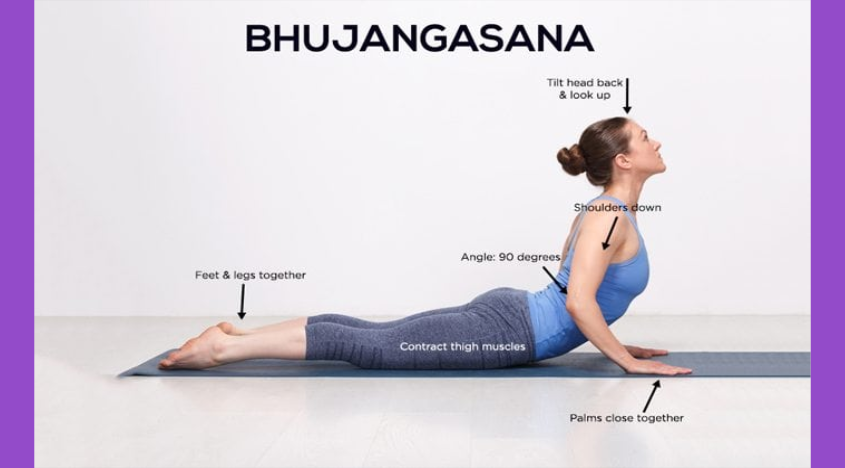 BHUJANGASANA
Tilt head back
& look up
Shoulders down
Angle: 90 degrees
Feet & legs together
Contract thigh muscles
Palms close together